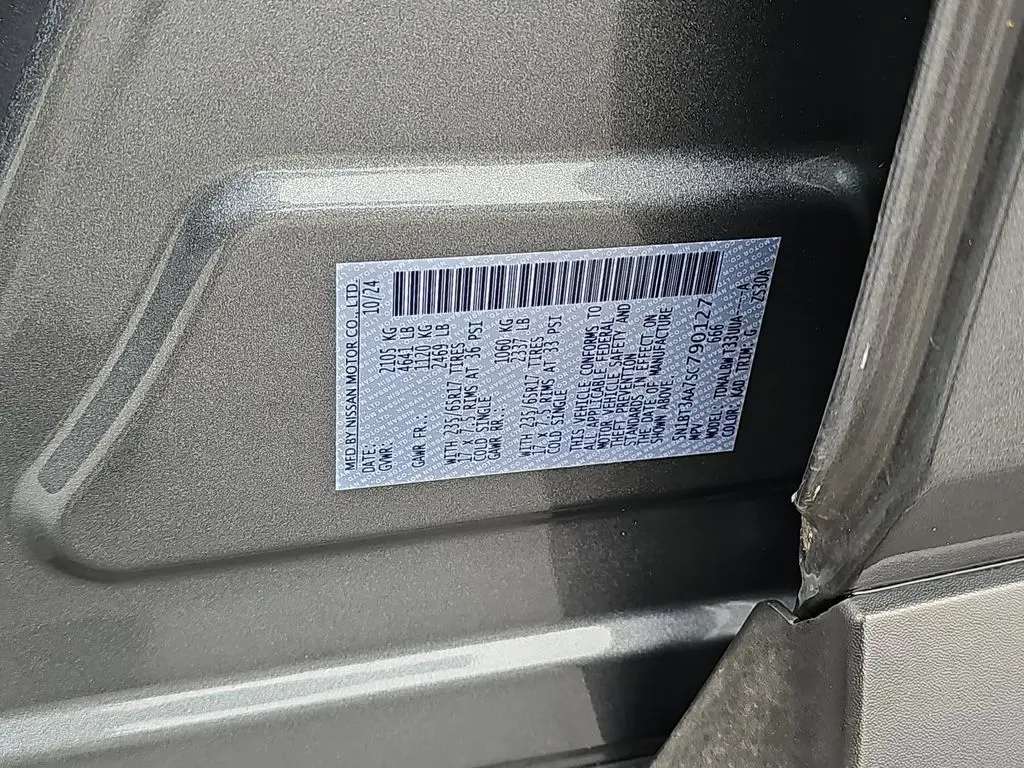 MFD BY NISSAN MOTOR CO., LTD.
DATE: 10/24
GVWR: 2105 KG
4641 LB
GAWR FR.: 1120 KG
2469 LB
WITH 235/65R17 TIRES
17 X 7.5 RIMS AT 36 PSI
COLD SINGLE
GAWR RR.: 1060 KG
2337 LB
WITH 235/65R17 TIRES
17 X 7.5 RIMS AT 33 PSI
COLD SINGLE
THIS VEHICLE CONFORMS TO
ALL APPLICABLE FEDERAL
MOTOR VEHICLE SAFETY AND
THEFT PREVENTION
STANDARDS IN EFFECT ON
THE DATE OF MANUFACTURE
SHOWN ABOVE.
5N1BT3AA7SC790127
MPV 666
MODEL:
COLOR: KAD TRIM: G